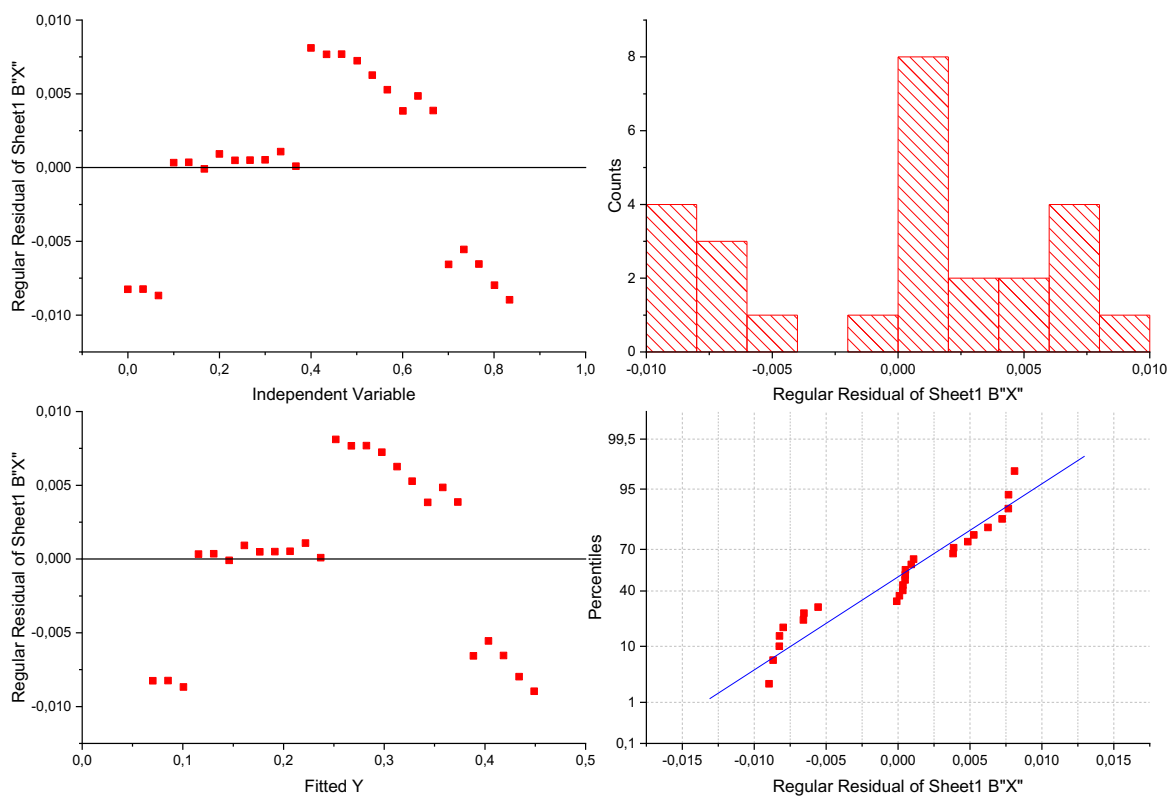 0,010
0,005
0,000
-0,005
-0,010
0,0 0,2 0,4 0,6 0,8 1,0
Independent Variable
Regular Residual of Sheet1 B"X"
8
6
4
2
0
-0,010 -0,005 0,000 0,005 0,010
Regular Residual of Sheet1 B"X"
Counts
0,010
0,005
0,000
-0,005
-0,010
0,0 0,1 0,2 0,3 0,4 0,5
Fitted Y
Regular Residual of Sheet1 B"X"
99,5
95
70
40
10
1
0,1
-0,015 -0,010 -0,005 0,000 0,005 0,010 0,015
Regular Residual of Sheet1 B"X"
Percentiles